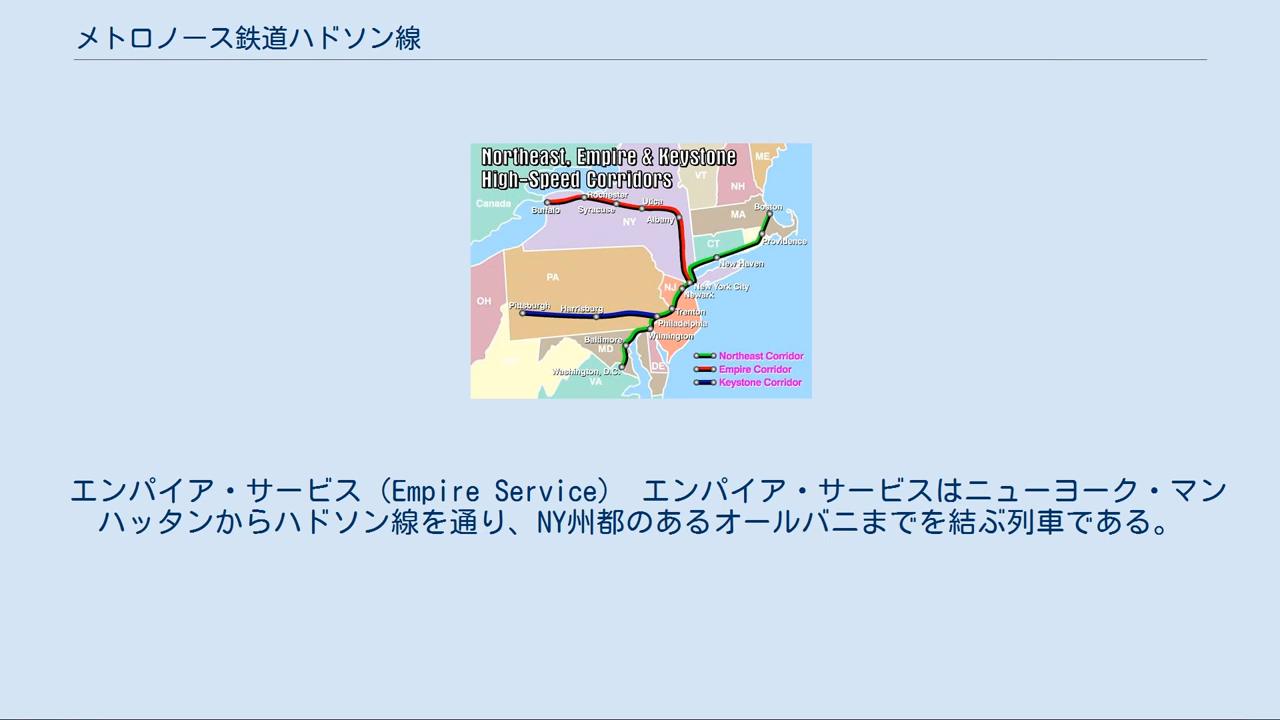 メトロノース鉄道ハドソン線
Northeast, Empire & Keystone
High-Speed Corridors
ME
VT
NH
Canada
Rochester
Buffalo
Syracuse
Utica
Albany
NY
MA
Boston
CT
Providence
New Haven
PA
NJ
New York City
Newark
OH
Pittsburgh
Harrisburg
Trenton
Philadelphia
Wilmington
Baltimore
MD
Washington, D.C.
DE
VA
Northeast Corridor
Empire Corridor
Keystone Corridor
エンパイア・サービス（Empire Service） エンパイア・サービスはニューヨーク・マン
ハッタンからハドソン線を通り、NY州都のあるオールバニまでを結ぶ列車である。